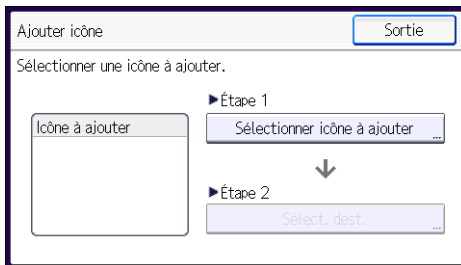 Ajouter icône
Sortie
Sélectionner une icône à ajouter.
►Étape 1
Icône à ajouter
Sélectionner icône à ajouter
...
►Étape 2
Sélect. dest.
...